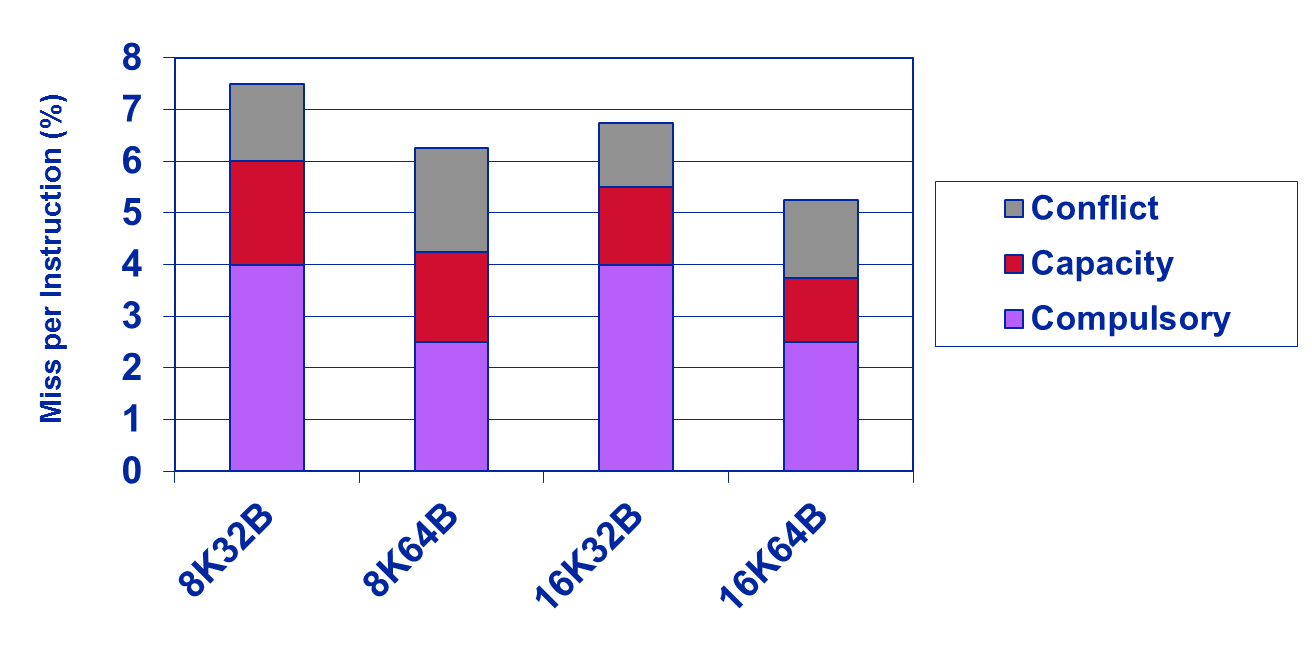 Miss per Instruction (%)
8
7
6
5
4
3
2
1
0
8K32B
8K64B
16K32B
16K64B
Conflict
Capacity
Compulsory